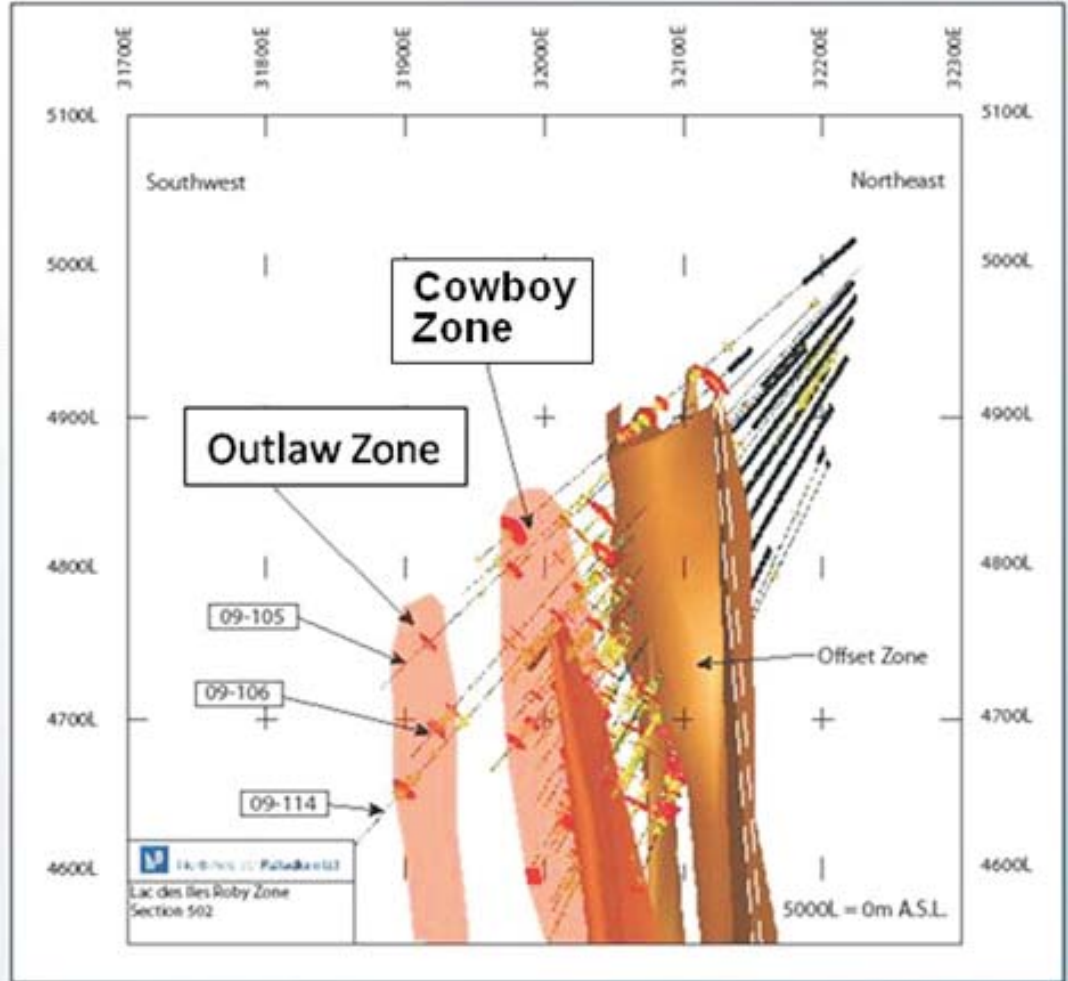 31700E 31800E 31900E 32000E 32100E 32200E 32300E
5100L 5100L
Southwest Northeast
5000L 5000L
Cowboy
Zone
4900L 4900L
Outlaw Zone
4800L 4800L
09-105
Offset Zone
09-106
4700L 4700L
09-114
4600L 4600L
Palladium Ltd
Lac des Iles Roby Zone
Section 502
5000L = 0m A.S.L.